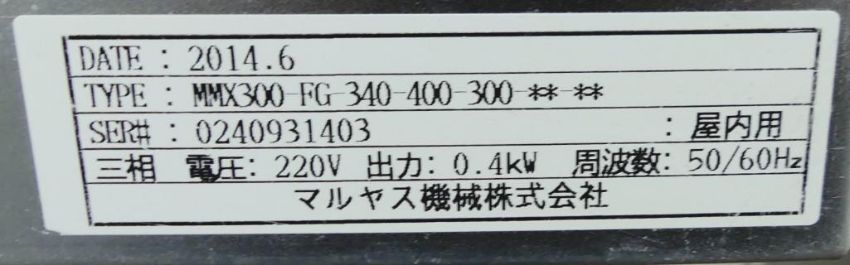 DATE : 2014.6
TYPE : MMX300-FG-340-400-300-**-**
SER# : 0240931403 : 屋内用
三相 電圧: 220V 出力: 0.4kW 周波数: 50/60Hz
マルヤス機械株式会社